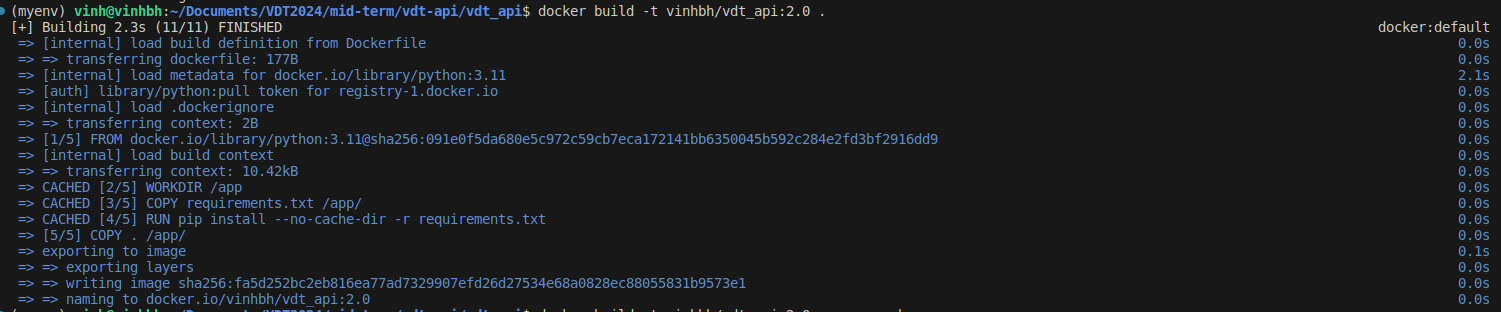 (myenv) vinh@vinhbh:~/Documents/VDT2024/mid-term/vdt-api/vdt_api$ docker build -t vinhbh/vdt_api:2.0 .
[+] Building 2.3s (11/11) FINISHED docker:default
=> [internal] load build definition from Dockerfile 0.0s
=> => transferring dockerfile: 177B 0.0s
=> [internal] load metadata for docker.io/library/python:3.11 2.1s
=> [auth] library/python:pull token for registry-1.docker.io 0.0s
=> [internal] load .dockerignore 0.0s
=> => transferring context: 2B 0.0s
=> [1/5] FROM docker.io/library/python:3.11@sha256:091e0f5da680e5c972c59cb7eca172141bb6350045b592c284e2fd3bf2916dd9 0.0s
=> [internal] load build context 0.0s
=> => transferring context: 10.42kB 0.0s
=> CACHED [2/5] WORKDIR /app 0.0s
=> CACHED [3/5] COPY requirements.txt /app/ 0.0s
=> CACHED [4/5] RUN pip install --no-cache-dir -r requirements.txt 0.0s
=> [5/5] COPY . /app/ 0.0s
=> exporting to image 0.1s
=> => exporting layers 0.0s
=> => writing image sha256:fa5d252bc2eb816ea77ad7329907efd26d27534e68a0828ec88055831b9573e1 0.0s
=> => naming to docker.io/vinhbh/vdt_api:2.0 0.0s